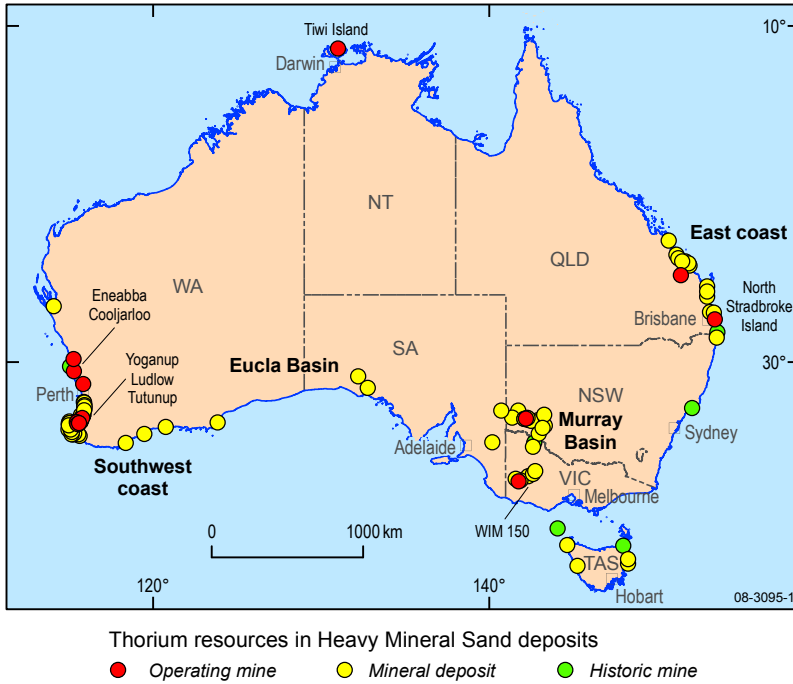 10°
Tiwi Island
Darwin
NT
East coast
QLD
WA
Eneabba
Cooljarloo
North
Stradbroke
Island
Brisbane
SA
Eucla Basin
30°
Yoganup
Ludlow
Tutunup
Perth
NSW
Murray
Basin
Sydney
Adelaide
Southwest
coast
VIC
Melbourne
WIM 150
0
1000 km
TAS
Hobart
120°
140°
08-3095-1
Thorium resources in Heavy Mineral Sand deposits
Operating mine
Mineral deposit
Historic mine